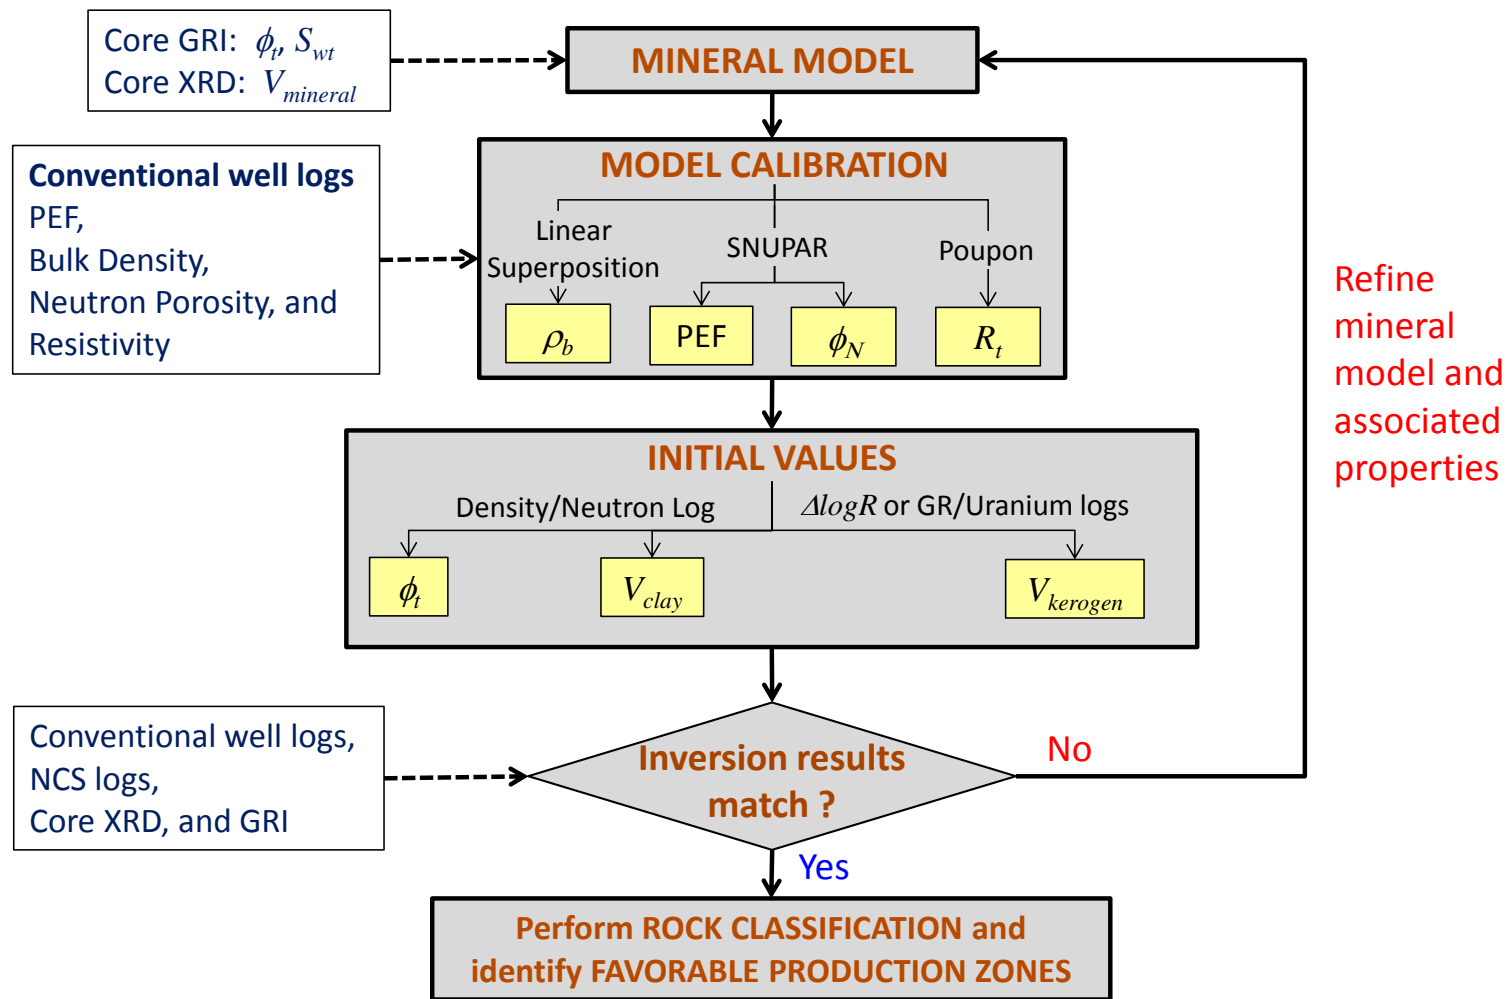 Core GRI: ϕt, Swt
Core XRD: Vmineral
MINERAL MODEL
Conventional well logs
PEF,
Bulk Density,
Neutron Porosity, and
Resistivity
MODEL CALIBRATION
Linear
Superposition
SNUPAR
Poupon
ρb
PEF
ϕN
Rt
Refine
mineral
model and
associated
properties
INITIAL VALUES
Density/Neutron Log
ΔlogR or GR/Uranium logs
ϕt
Vclay
Vkerogen
Conventional well logs,
NCS logs,
Core XRD, and GRI
Inversion results
match ?
No
Yes
Perform ROCK CLASSIFICATION and
identify FAVORABLE PRODUCTION ZONES